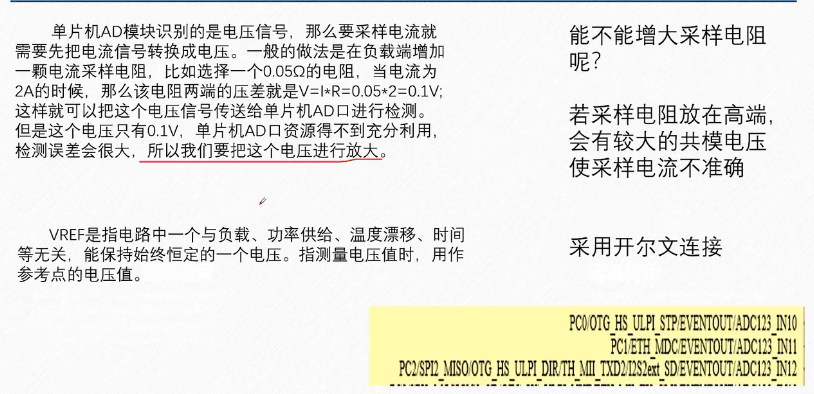 单片机AD模块识别的是电压信号，那么要采样电流就
需要先把电流信号转换成电压。一般的做法是在负载端增加
一颗电流采样电阻，比如选择一个0.05Ω的电阻，当电流为
2A的时候，那么该电阻两端的压差就是V=I*R=0.05*2=0.1V;
这样就可以把这个电压信号传送给单片机AD口进行检测。
但是这个电压只有0.1V，单片机AD口资源得不到充分利用，
检测误差会很大，所以我们要把这个电压进行放大。
VREF是指电路中一个与负载、功率供给、温度漂移、时间
等无关，能保持始终恒定的一个电压。指测量电压值时，用作
参考点的电压值。
能不能增大采样电阻
呢？
若采样电阻放在高端，
会有较大的共模电压
使采样电流不准确
采用开尔文连接
PC0/OTG_HS_ULPI_STP/EVENTOUT/ADC123_IN10
PC1/ETH_MDC/EVENTOUT/ADC123_IN11
PC2/SPI2_MISO/OTG_HS_ULPI_DIR/TH_MII_TXD2/I2S2ext_SD/EVENTOUT/ADC123_IN12